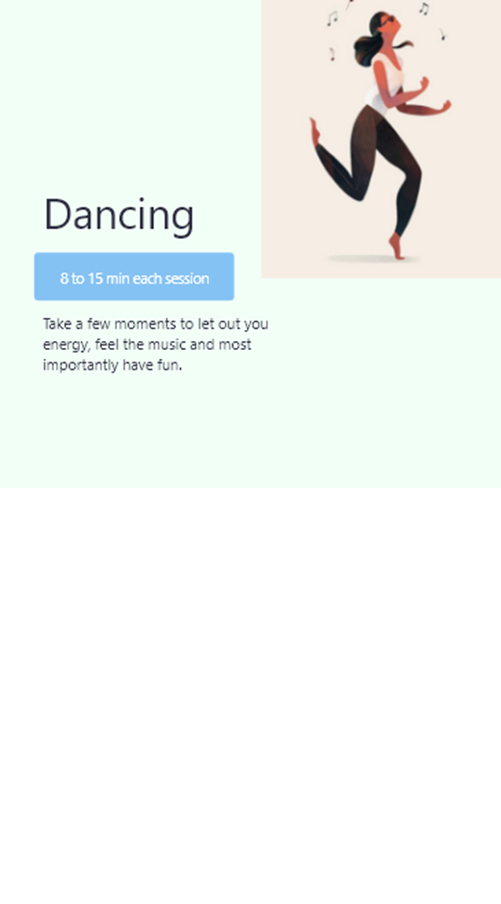 Dancing
8 to 15 min each session
Take a few moments to let out you
energy, feel the music and most
importantly have fun.